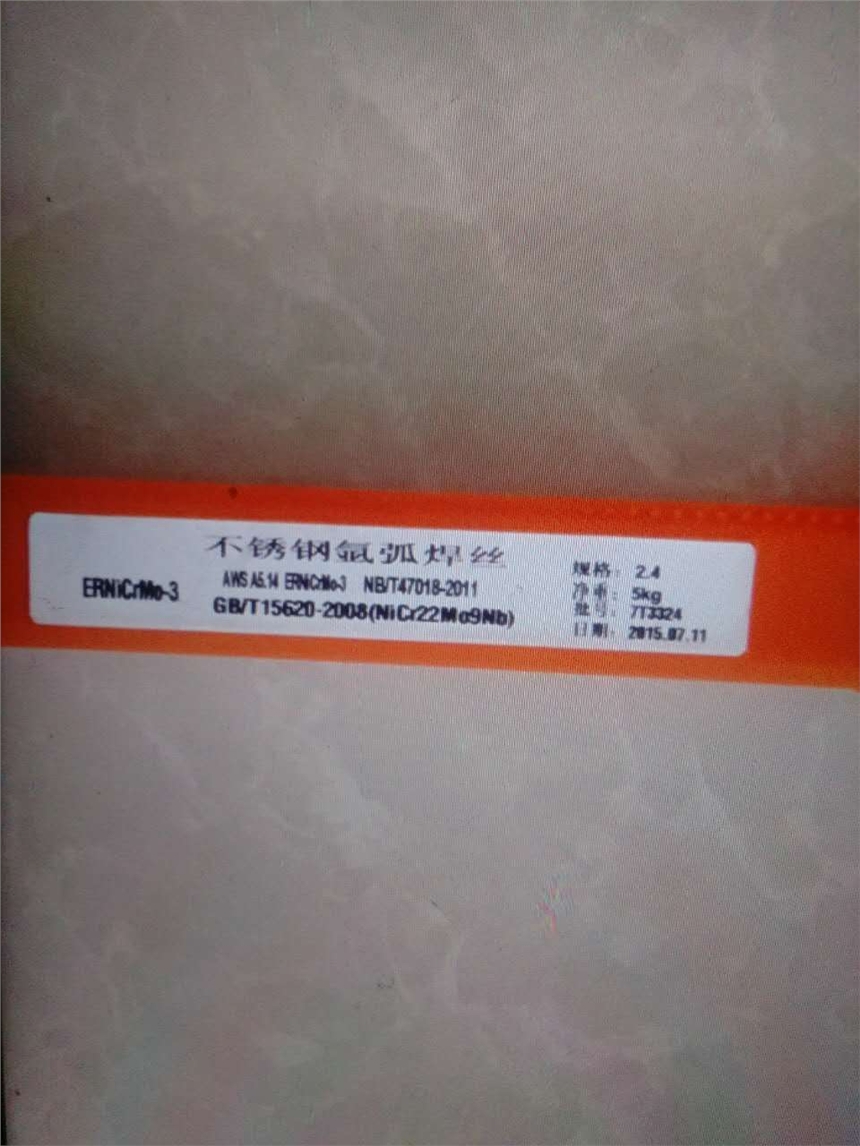 不锈钢氩弧焊丝
ERNiCrMo-3
AWS A5.14 ERNiCrMo-3 NB/T47018-2011
GB/T15620-2008(NiCr22Mo9Nb)
规格: 2.4
净重: 5kg
批号: 7T3324
日期: 2015.07.11